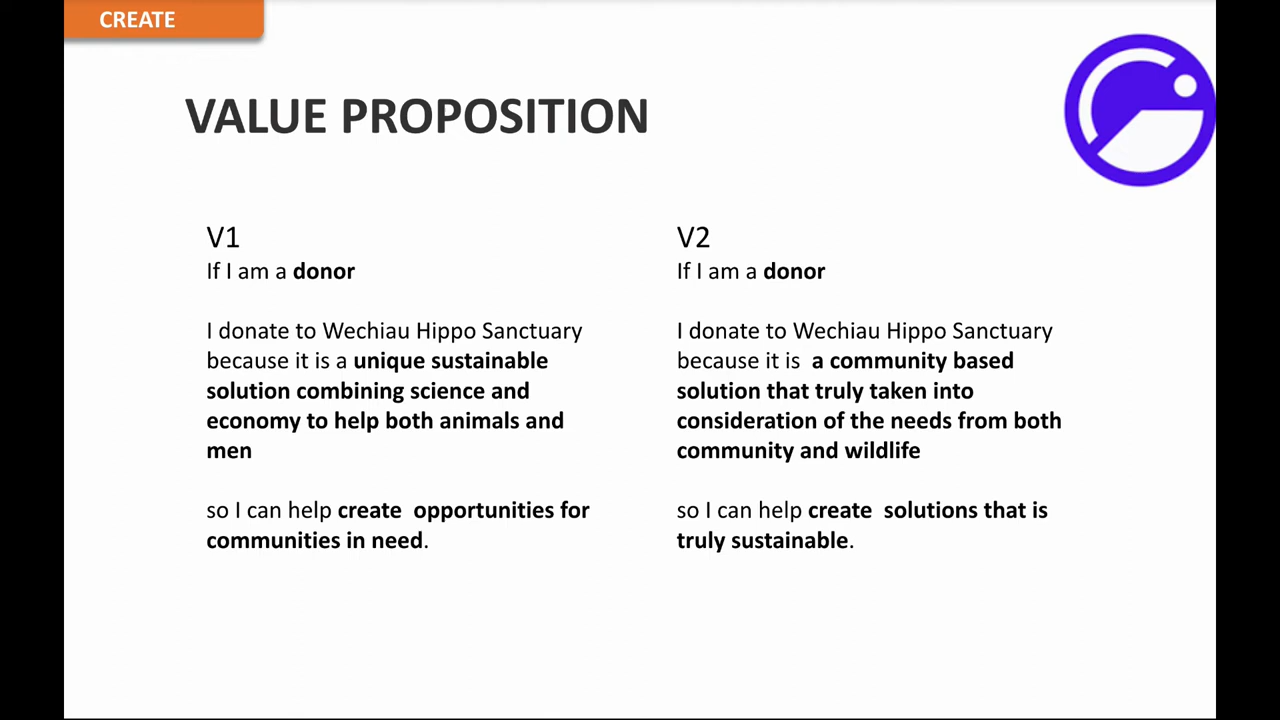 CREATE
VALUE PROPOSITION
V1
If I am a donor
I donate to Wechiau Hippo Sanctuary
because it is a unique sustainable
solution combining science and
economy to help both animals and
men
so I can help create  opportunities for
communities in need.
V2
If I am a donor
I donate to Wechiau Hippo Sanctuary
because it is  a community based
solution that truly taken into
consideration of the needs from both
community and wildlife
so I can help create  solutions that is
truly sustainable.